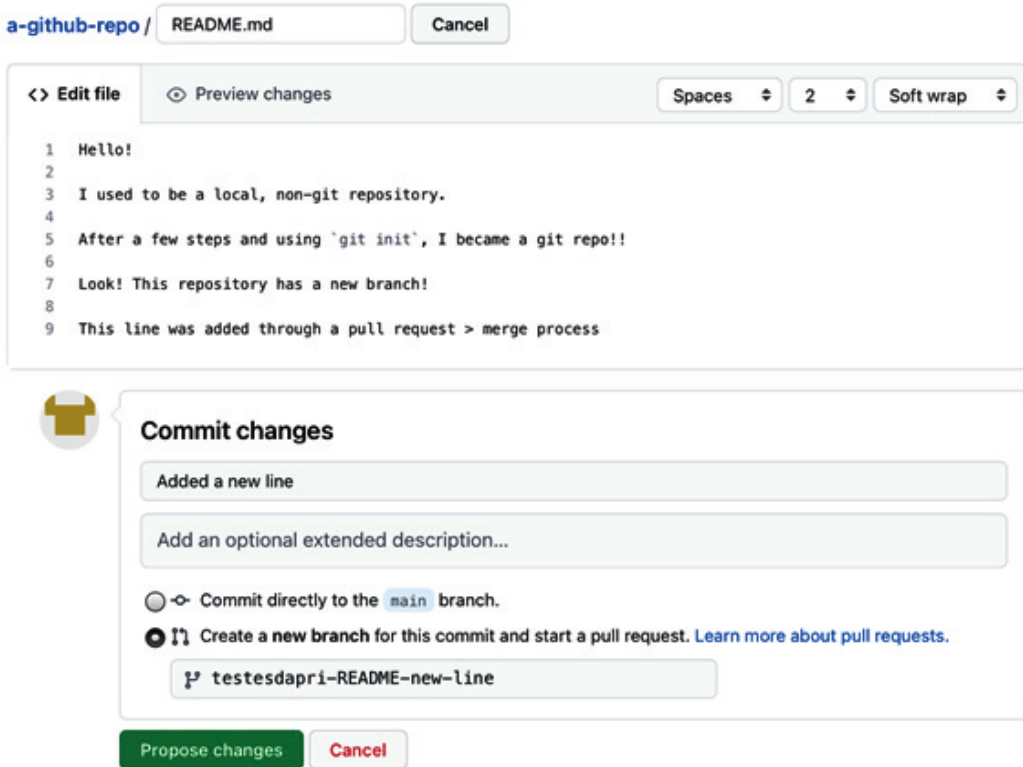 a-github-repo / README.md Cancel
<> Edit file Preview changes Spaces 2 Soft wrap
1 Hello!
2
3 I used to be a local, non-git repository.
4
5 After a few steps and using `git init`, I became a git repo!!
6
7 Look! This repository has a new branch!
8
9 This line was added through a pull request > merge process
Commit changes
Added a new line
Add an optional extended description...
Commit directly to the main branch.
Create a new branch for this commit and start a pull request. Learn more about pull requests.
testesdapri-README-new-line
Propose changes Cancel